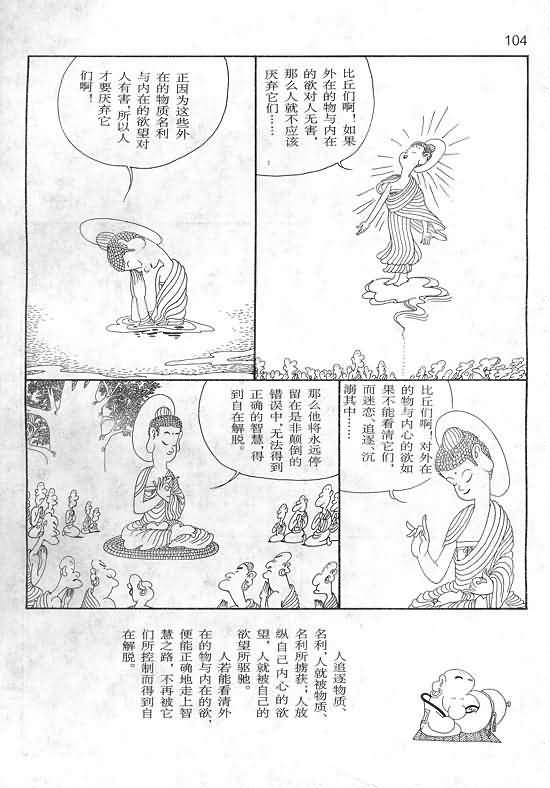 104
比丘们啊！如果
外在的物与内在
的欲对人无害，
那么人就不应该
厌弃它们……
正因为这些外
在的物质名利
与内在的欲望对
人有害，所以人
才要厌弃它
们啊！
比丘们啊！对外在
的物与内心的欲如
果不能看清它们，
而迷恋、追逐、沉
溺其中……
那么他将永远停
留在是非颠倒的
错误中，无法得到
正确的智慧，得
到自在解脱。
人追逐物质、
名利，人就被物质、
名利所掳获；人放
纵自己内心的欲
望，人就被自己的
欲望所驱驰。
人若能看清外
在的物与内在的欲，
便能正确地走上智
慧之路，不再被它
们所控制而得到自
在解脱。